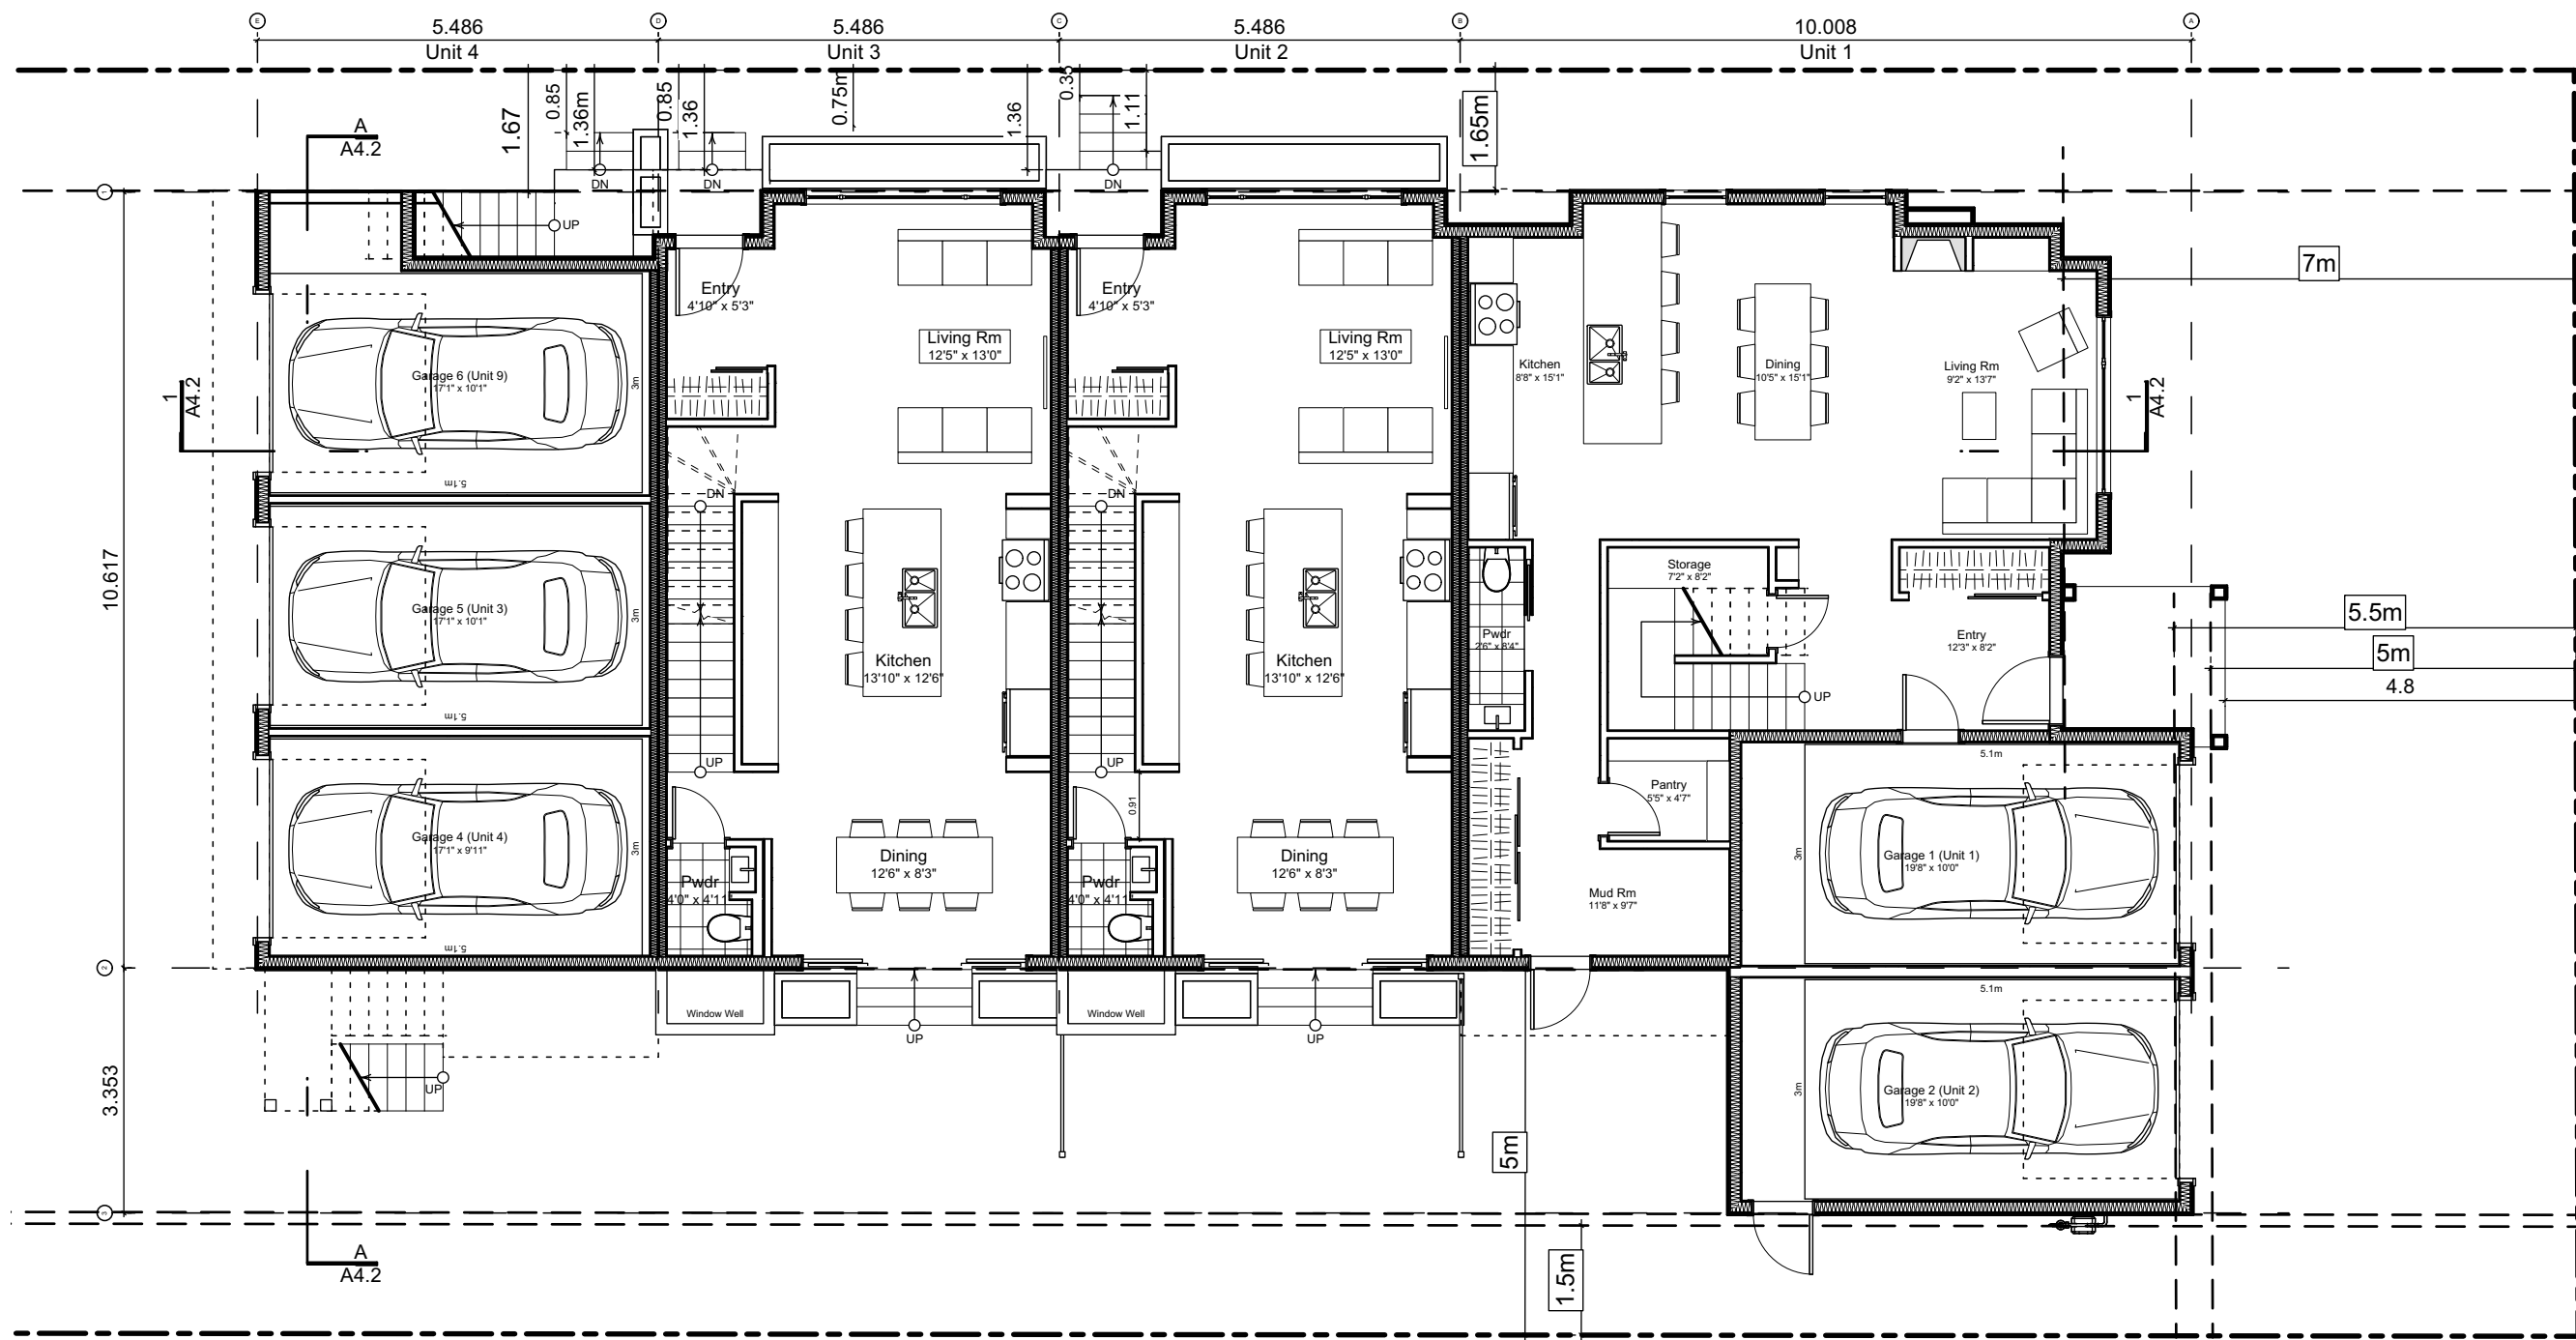 E
D
C
B
A
5.486
5.486
5.486
10.008
Unit 4
Unit 3
Unit 2
Unit 1
A
A4.2
1.67
0.85
1.36m
0.85
1.36
0.75m
1.36
0.35
1.11
1.65m
DN
DN
DN
1
UP
7m
Entry
4'10" x 5'3"
Entry
4'10" x 5'3"
Living Rm
12'5" x 13'0"
Living Rm
12'5" x 13'0"
Kitchen
8'8" x 15'1"
Dining
10'5" x 15'1"
Living Rm
9'2" x 13'7"
Garage 6 (Unit 9)
17'1" x 10'1"
3m
5.1m
1
A4.2
1
A4.2
DN
DN
10.617
Garage 5 (Unit 3)
17'1" x 10'1"
3m
5.1m
Storage
7'2" x 8'2"
Pwdr
2'6" x 8'4"
Entry
12'3" x 8'2"
5.5m
5m
4.8
Kitchen
13'10" x 12'6"
Kitchen
13'10" x 12'6"
UP
UP
UP
5.1m
Pantry
5'5" x 4'7"
0.91
Garage 4 (Unit 4)
17'1" x 9'11"
3m
5.1m
Dining
12'6" x 8'3"
Dining
12'6" x 8'3"
Pwdr
4'0" x 4'11"
Pwdr
4'0" x 4'11"
Garage 1 (Unit 1)
19'8" x 10'0"
3m
Mud Rm
11'8" x 9'7"
2
Window Well
Window Well
UP
UP
5.1m
UP
3.353
Garage 2 (Unit 2)
19'8" x 10'0"
3m
5m
3
A
A4.2
1.5m